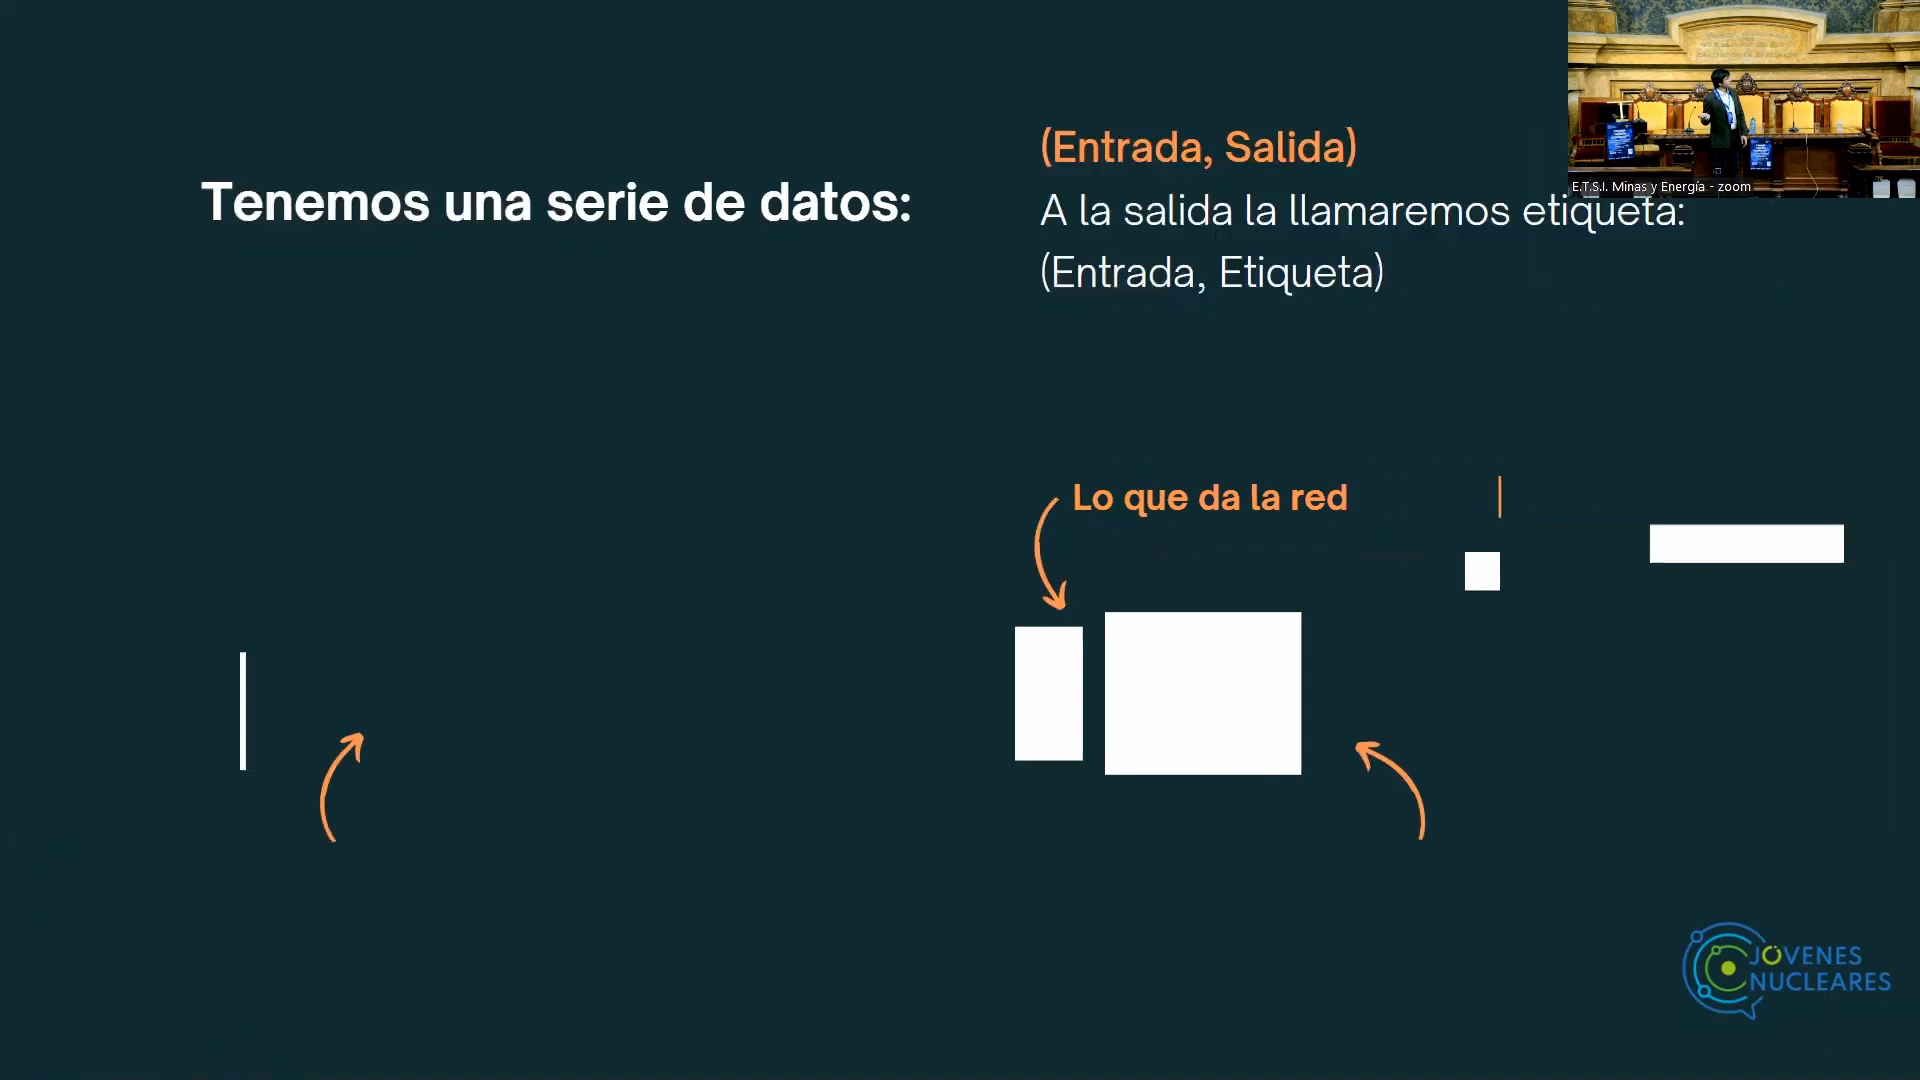 Tenemos una serie de datos:
(Entrada, Salida)
A la salida la llamaremos etiqueta:
(Entrada, Etiqueta)
Lo que da la red
E.T.S.I. Minas y Energía - zoom
JÓVENES
NUCLEARES